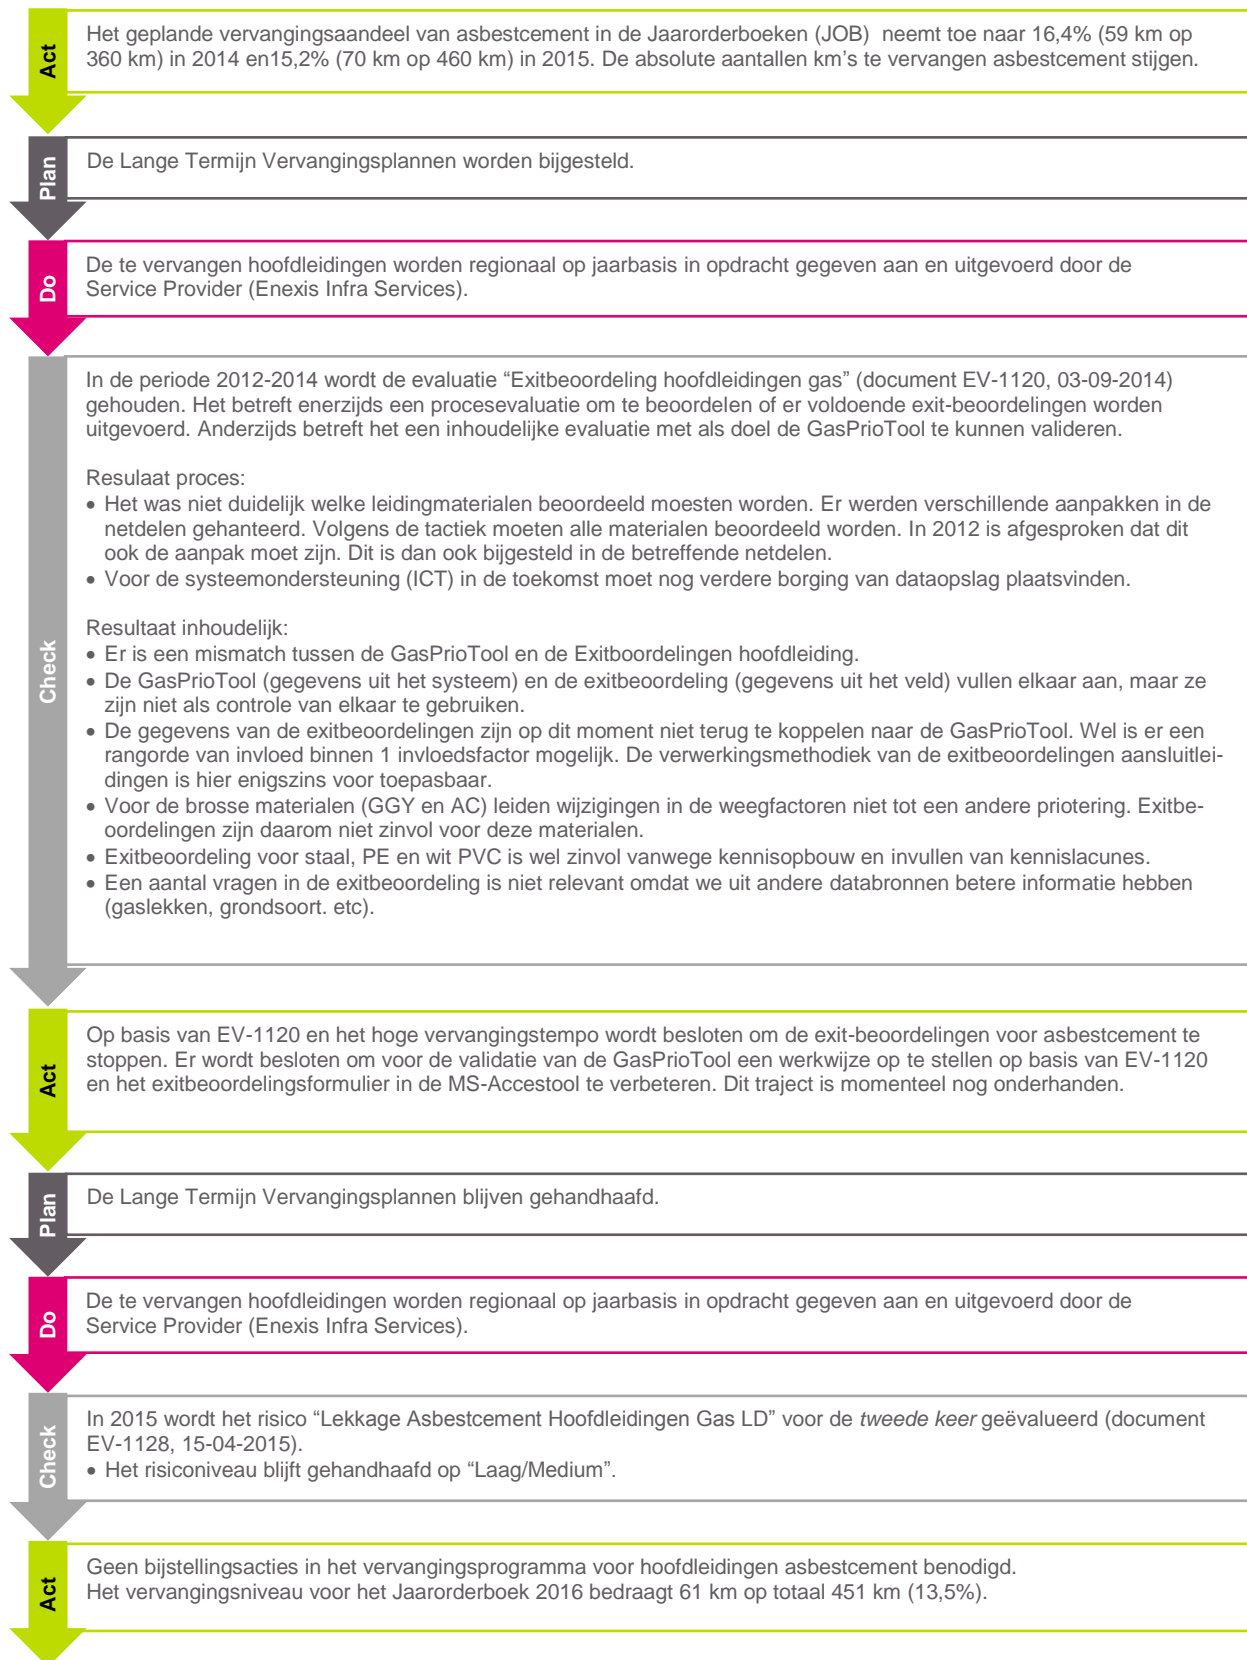 Act
Het geplande vervangingsaandeel van asbestcement in de Jaarorderboeken (JOB)  neemt toe naar 16,4% (59 km op
360 km) in 2014 en15,2% (70 km op 460 km) in 2015. De absolute aantallen km's te vervangen asbestcement stijgen.
Plan
De Lange Termijn Vervangingsplannen worden bijgesteld.
Do
De te vervangen hoofdleidingen worden regionaal op jaarbasis in opdracht gegeven aan en uitgevoerd door de
Service Provider (Enexis Infra Services).
Check
In de periode 2012-2014 wordt de evaluatie “Exitbeoordeling hoofdleidingen gas” (document EV-1120, 03-09-2014)
gehouden. Het betreft enerzijds een procesevaluatie om te beoordelen of er voldoende exit-beoordelingen worden
uitgevoerd. Anderzijds betreft het een inhoudelijke evaluatie met als doel de GasPrioTool te kunnen valideren.
Resulaat proces:
• Het was niet duidelijk welke leidingmaterialen beoordeeld moesten worden. Er werden verschillende aanpakken in de
netdelen gehanteerd. Volgens de tactiek moeten alle materialen beoordeeld worden. In 2012 is afgesproken dat dit
ook de aanpak moet zijn. Dit is dan ook bijgesteld in de betreffende netdelen.
• Voor de systeemondersteuning (ICT) in de toekomst moet nog verdere borging van dataopslag plaatsvinden.
Resultaat inhoudelijk:
• Er is een mismatch tussen de GasPrioTool en de Exitboordelingen hoofdleiding.
• De GasPrioTool (gegevens uit het systeem) en de exitbeoordeling (gegevens uit het veld) vullen elkaar aan, maar ze
zijn niet als controle van elkaar te gebruiken.
• De gegevens van de exitbeoordelingen zijn op dit moment niet terug te koppelen naar de GasPrioTool. Wel is er een
rangorde van invloed binnen 1 invloedsfactor mogelijk. De verwerkingsmethodiek van de exitbeoordelingen aansluitlei-
dingen is hier enigszins voor toepasbaar.
• Voor de brosse materialen (GGY en AC) leiden wijzigingen in de weegfactoren niet tot een andere priotering. Exitbe-
oordelingen zijn daarom niet zinvol voor deze materialen.
• Exitbeoordeling voor staal, PE en wit PVC is wel zinvol vanwege kennisopbouw en invullen van kennislacunes.
• Een aantal vragen in de exitbeoordeling is niet relevant omdat we uit andere databronnen betere informatie hebben
(gaslekken, grondsoort. etc).
Act
Op basis van EV-1120 en het hoge vervangingstempo wordt besloten om de exit-beoordelingen voor asbestcement te
stoppen. Er wordt besloten om voor de validatie van de GasPrioTool een werkwijze op te stellen op basis van EV-1120
en het exitbeoordelingsformulier in de MS-Accestool te verbeteren. Dit traject is momenteel nog onderhanden.
Plan
De Lange Termijn Vervangingsplannen blijven gehandhaafd.
Do
De te vervangen hoofdleidingen worden regionaal op jaarbasis in opdracht gegeven aan en uitgevoerd door de
Service Provider (Enexis Infra Services).
Check
In 2015 wordt het risico “Lekkage Asbestcement Hoofdleidingen Gas LD” voor de tweede keer geëvalueerd (document
EV-1128, 15-04-2015).
• Het risiconiveau blijft gehandhaafd op “Laag/Medium”.
Act
Geen bijstellingsacties in het vervangingsprogramma voor hoofdleidingen asbestcement benodigd.
Het vervangingsniveau voor het Jaarorderboek 2016 bedraagt 61 km op totaal 451 km (13,5%).